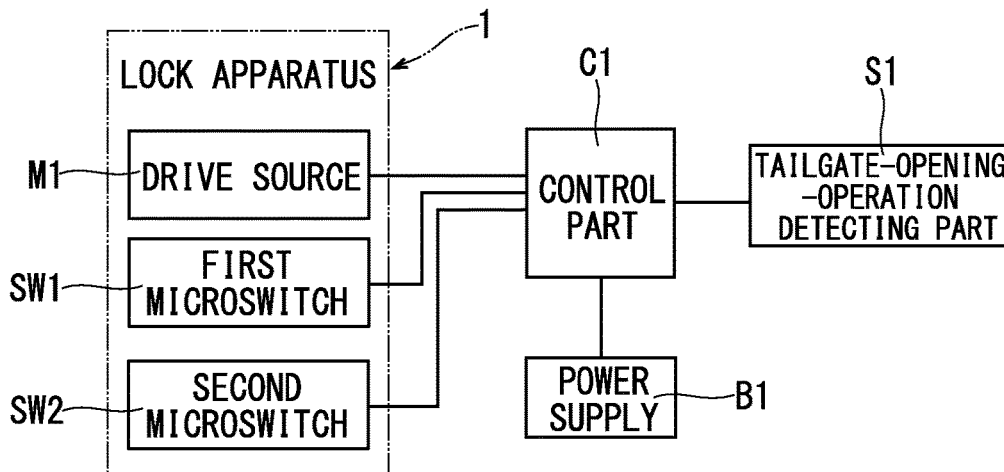 1
LOCK APPARATUS
C1
S1
M1
DRIVE SOURCE
CONTROL
PART
TAILGATE-OPENING
-OPERATION
DETECTING PART
SW1
FIRST
MICROSWITCH
SW2
SECOND
MICROSWITCH
POWER
SUPPLY
B1